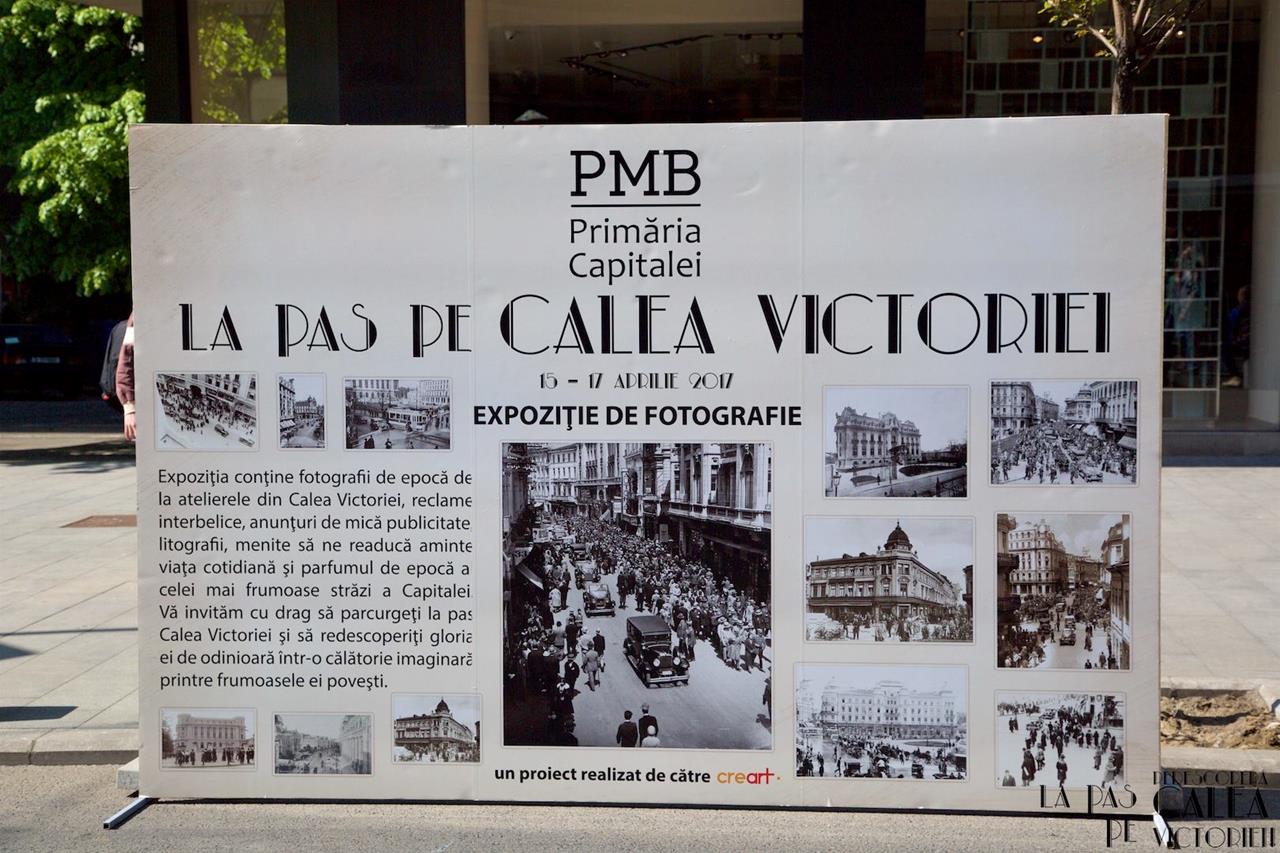 PMB
Primăria
Capitalei
LA PAS PE CALEA VICTORIEI
15 - 17 APRILIE 2017
EXPOZIŢIE DE FOTOGRAFIE
Expoziţia conţine fotografii de epocă de
la atelierele din Calea Victoriei, reclame
interbelice, anunţuri de mică publicitate,
litografii, menite să ne readucă aminte
viaţa cotidiană şi parfumul de epocă al
celei mai frumoase străzi a Capitalei.
Vă invităm cu drag să parcurgeţi la pas
Calea Victoriei şi să redescoperiţi gloria
ei de odinioară într-o călătorie imaginară
printre frumoasele ei poveşti.
un proiect realizat de către creart
REDESCOPERA
LA PAS CALEA
PE VICTORIEI